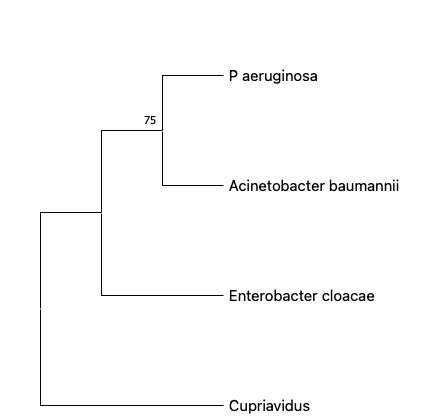 P aeruginosa
75
Acinetobacter baumannii
Enterobacter cloacae
Cupriavidus